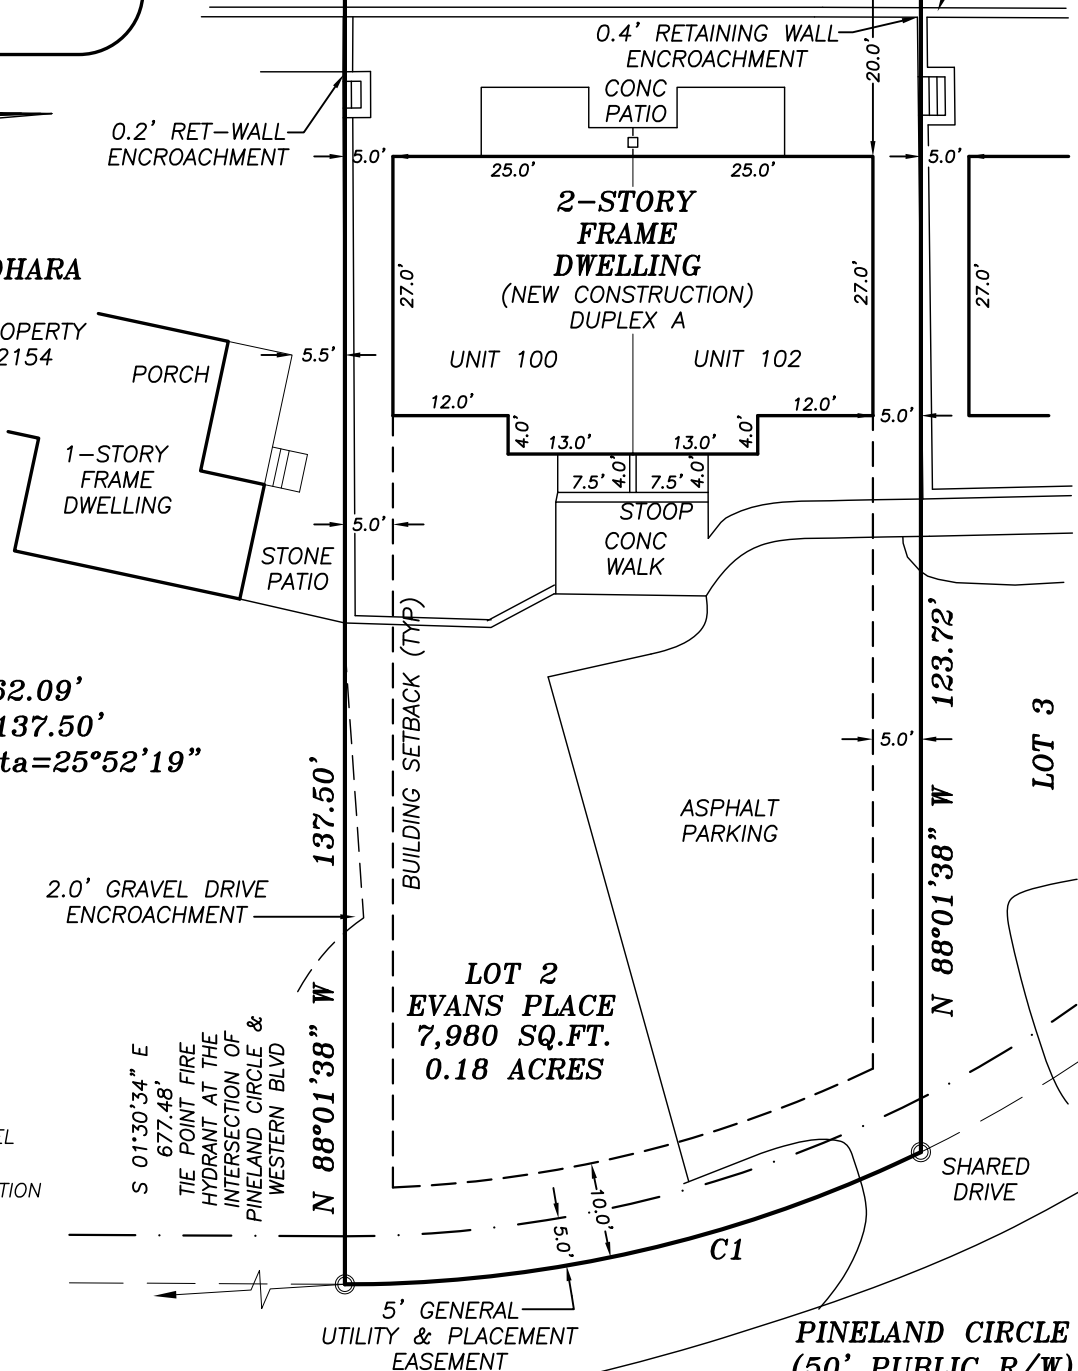 0.4' RETAINING WALL
ENCROACHMENT
20.0'
CONC
PATIO
0.2' RET-WALL
ENCROACHMENT
5.0'
25.0'
25.0'
5.0'
2-STORY
FRAME
DWELLING
(NEW CONSTRUCTION)
DUPLEX A
27.0'
27.0'
27.0'
OHARA
OPERTY
2154
PORCH
5.5'
UNIT 100
UNIT 102
12.0'
12.0'
4.0'
4.0'
5.0'
13.0'
13.0'
7.5'
4.0'
7.5'
4.0'
1-STORY
FRAME
DWELLING
STOOP
CONC
WALK
5.0'
STONE
PATIO
BUILDING SETBACK (TYP)
62.09'
137.50'
ta=25°52'19"
N 88°01'38" W 137.50'
N 88°01'38" W 123.72'
LOT 3
5.0'
ASPHALT
PARKING
2.0' GRAVEL DRIVE
ENCROACHMENT
LOT 2
EVANS PLACE
7,980 SQ.FT.
0.18 ACRES
S 01°30'34" E
677.48'
TIE POINT FIRE
HYDRANT AT THE
INTERSECTION OF
PINELAND CIRCLE &
WESTERN BLVD
EL
TION
SHARED
DRIVE
10.0'
5.0'
C1
5' GENERAL
UTILITY & PLACEMENT
EASEMENT
PINELAND CIRCLE
(50' PUBLIC R/W)